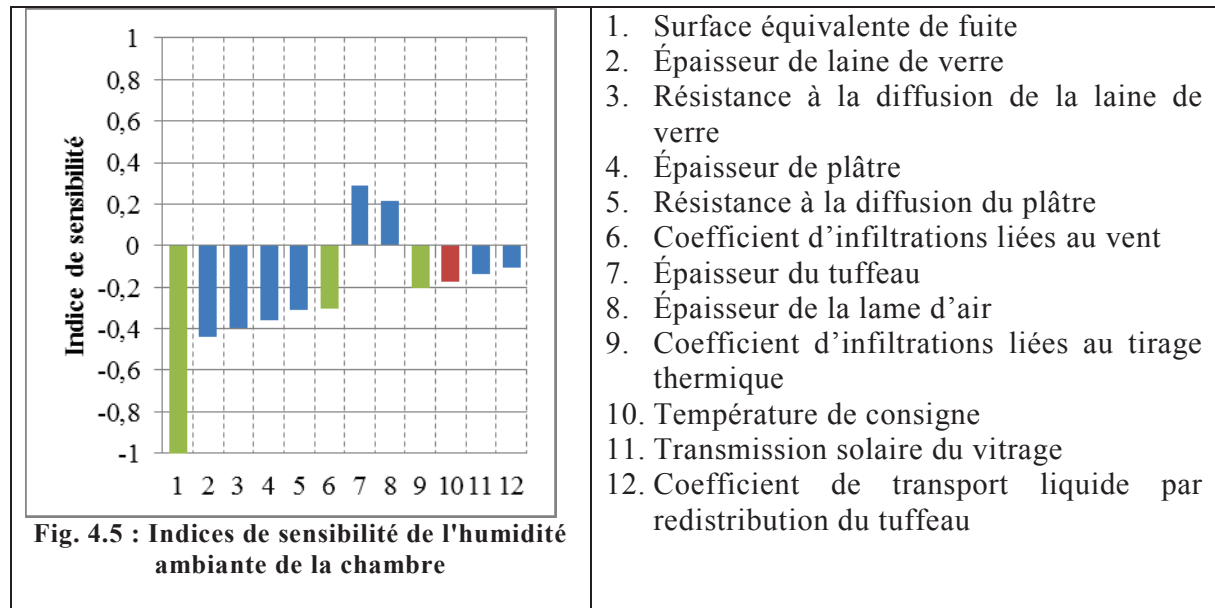 1
0,8
0,6
0,4
0,2
0
-0,2
-0,4
-0,6
-0,8
-1
Indice de sensibilité
1 2 3 4 5 6 7 8 9 10 11 12
Fig. 4.5 : Indices de sensibilité de l'humidité
ambiante de la chambre
1. Surface équivalente de fuite
2. Épaisseur de laine de verre
3. Résistance à la diffusion de la laine de
verre
4. Épaisseur de plâtre
5. Résistance à la diffusion du plâtre
6. Coefficient d’infiltrations liées au vent
7. Épaisseur du tuffeau
8. Épaisseur de la lame d’air
9. Coefficient d’infiltrations liées au tirage
thermique
10. Température de consigne
11. Transmission solaire du vitrage
12. Coefficient de transport liquide par
redistribution du tuffeau